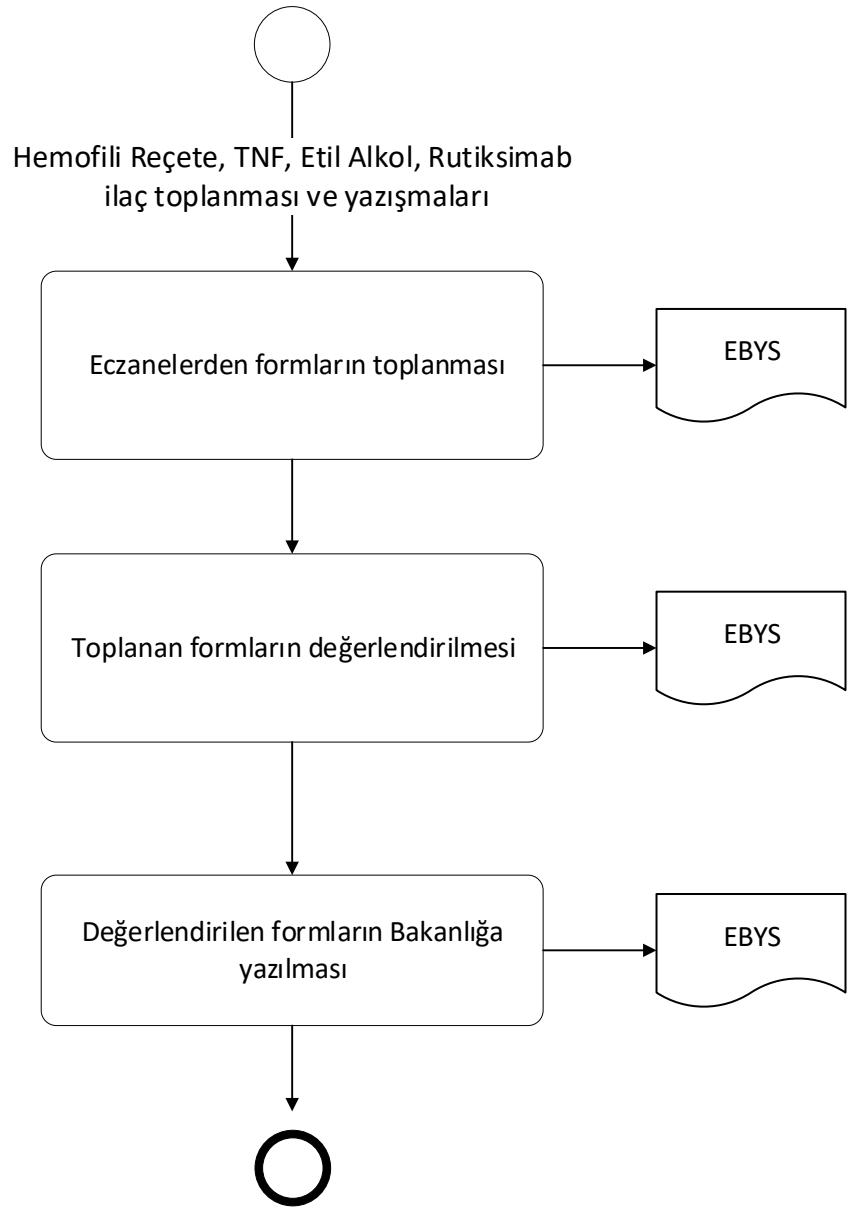 Hemofili Reçete, TNF, Etil Alkol, Rutiksimab
ilaç toplanması ve yazışmaları
Eczanelerden formların toplanması
EBYS
Toplanan formların değerlendirilmesi
EBYS
Değerlendirilen formların Bakanlığa
yazılması
EBYS